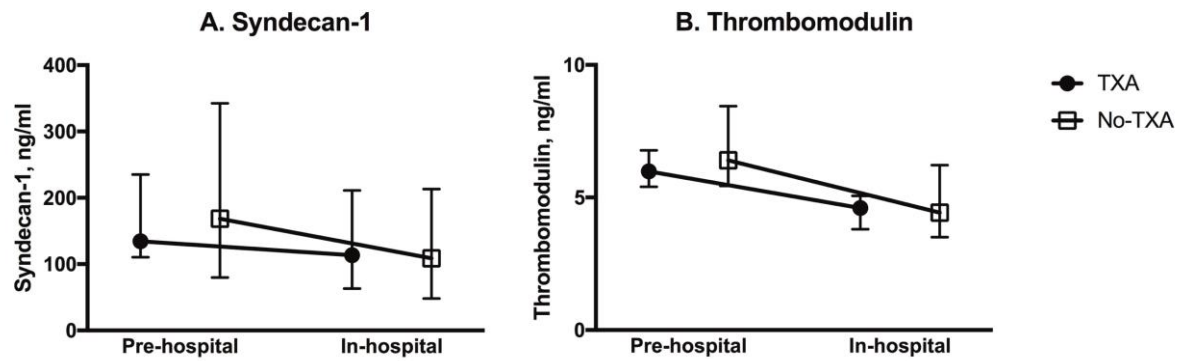 A. Syndecan-1
Syndecan-1, ng/ml
400
300
200
100
0
Pre-hospital
In-hospital
B. Thrombomodulin
Thrombomodulin, ng/ml
10
5
0
Pre-hospital
In-hospital
TXA
No-TXA